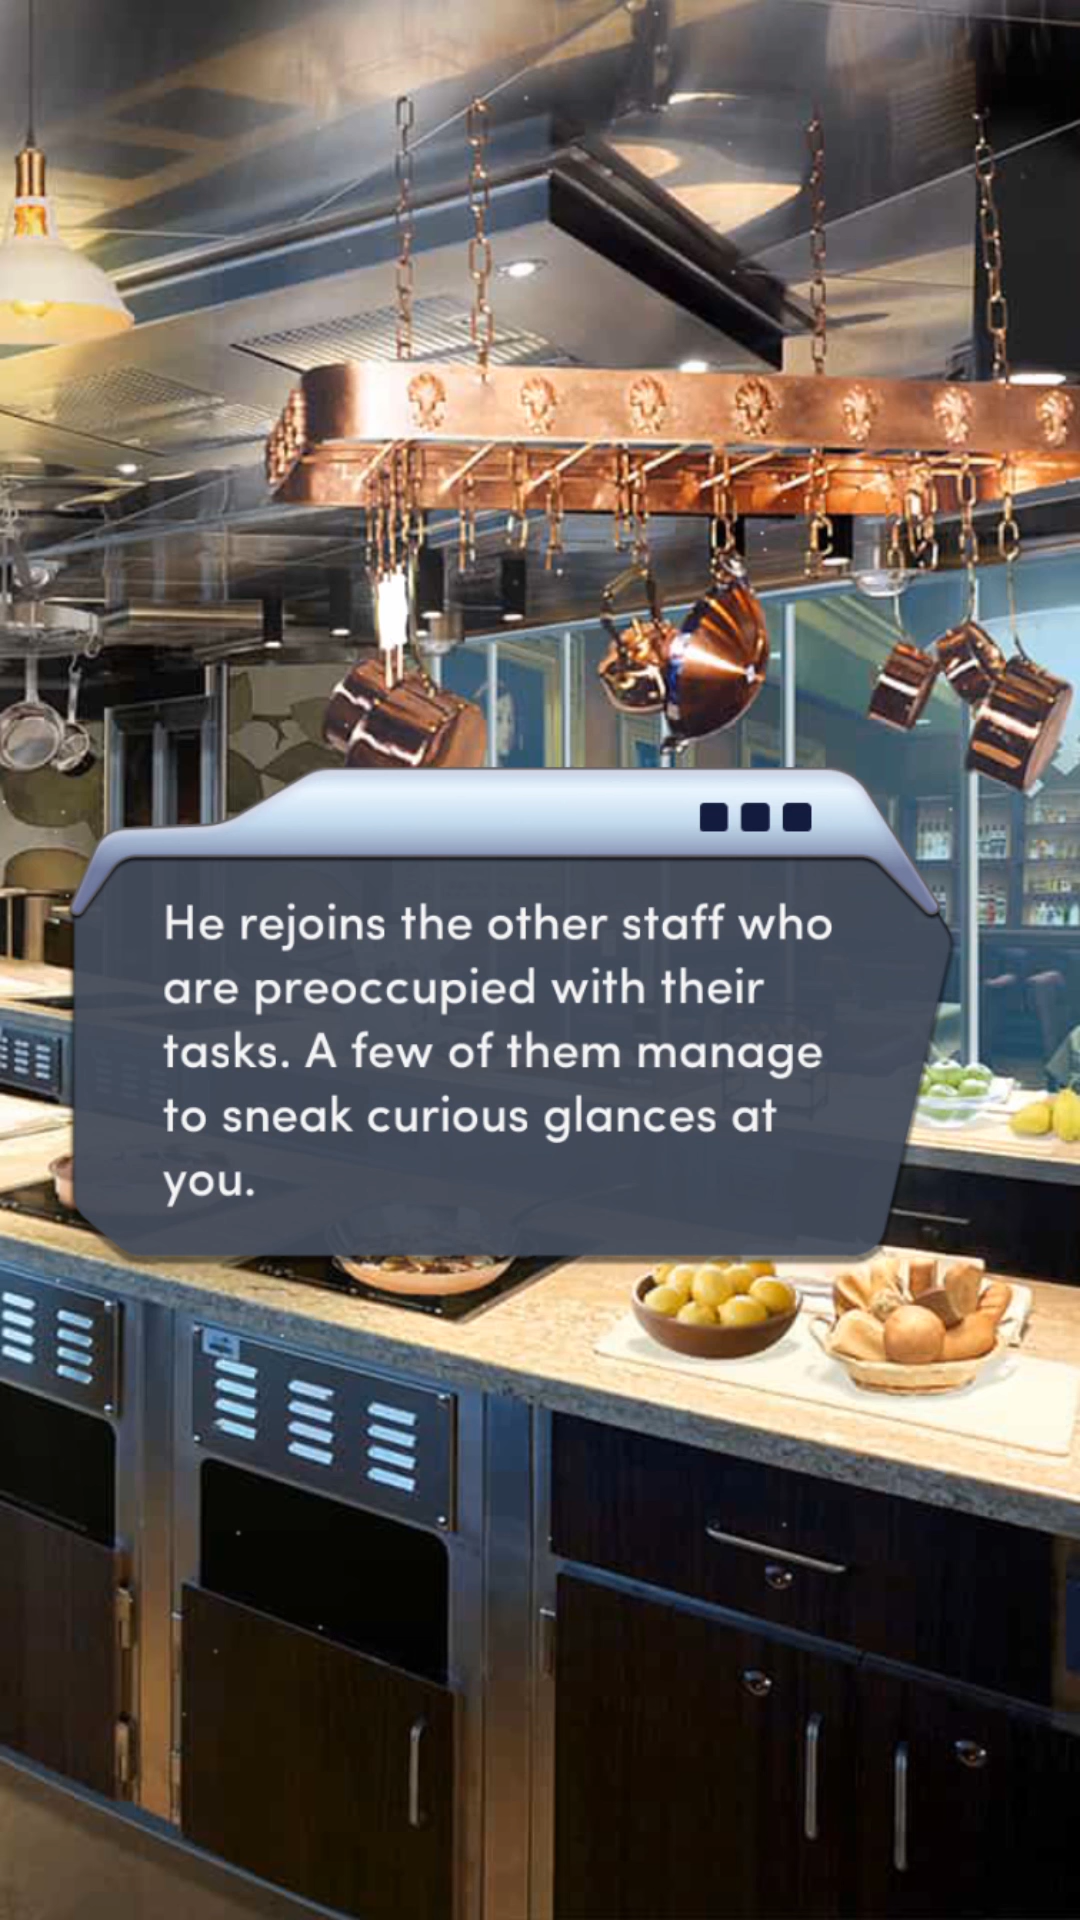 He rejoins the other staff who
are preoccupied with their
tasks. A few of them manage
to sneak curious glances at
you.